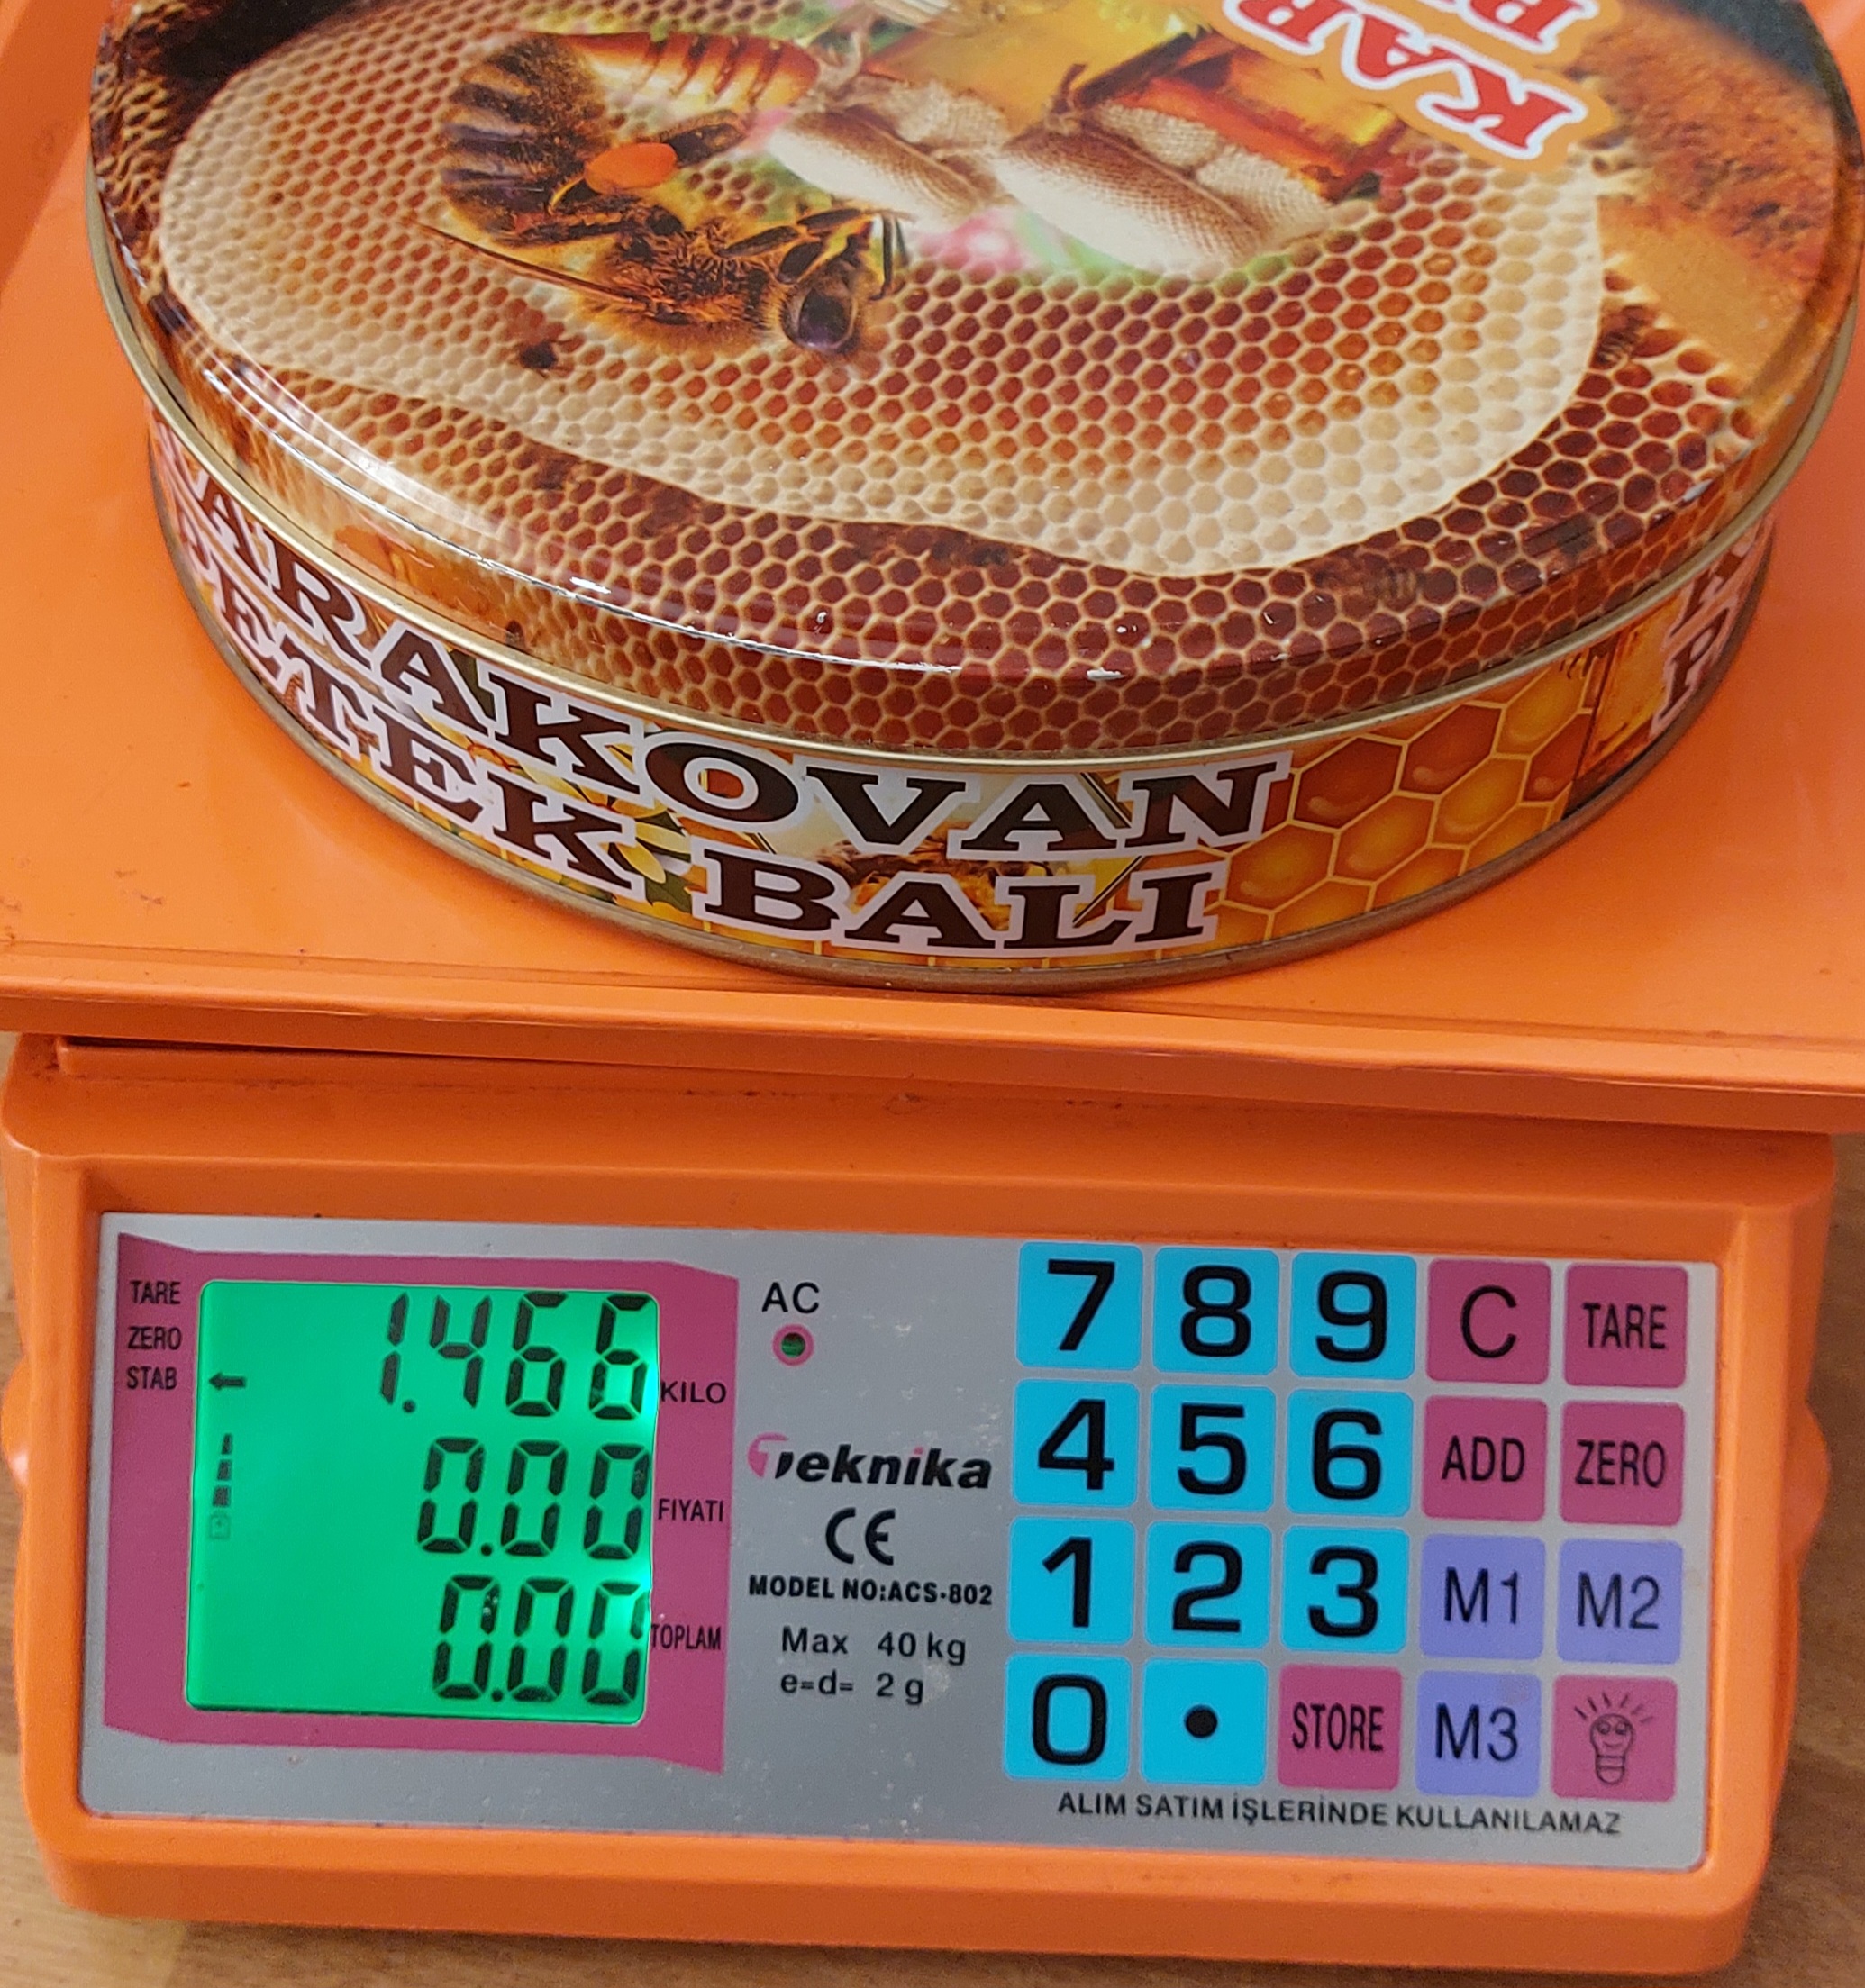 KAR
ARAKOVAN
PETEK BALI
TARE
ZERO
STAB
1.466
KILO
0.00
FIYATI
0.00
TOPLAM
AC
Teknika
CE
MODEL NO:ACS-802
Max 40 kg
e=d= 2 g
7 8 9 C TARE
4 5 6 ADD ZERO
1 2 3 M1 M2
0 . STORE M3
ALIM SATIM İŞLERİNDE KULLANILAMAZ